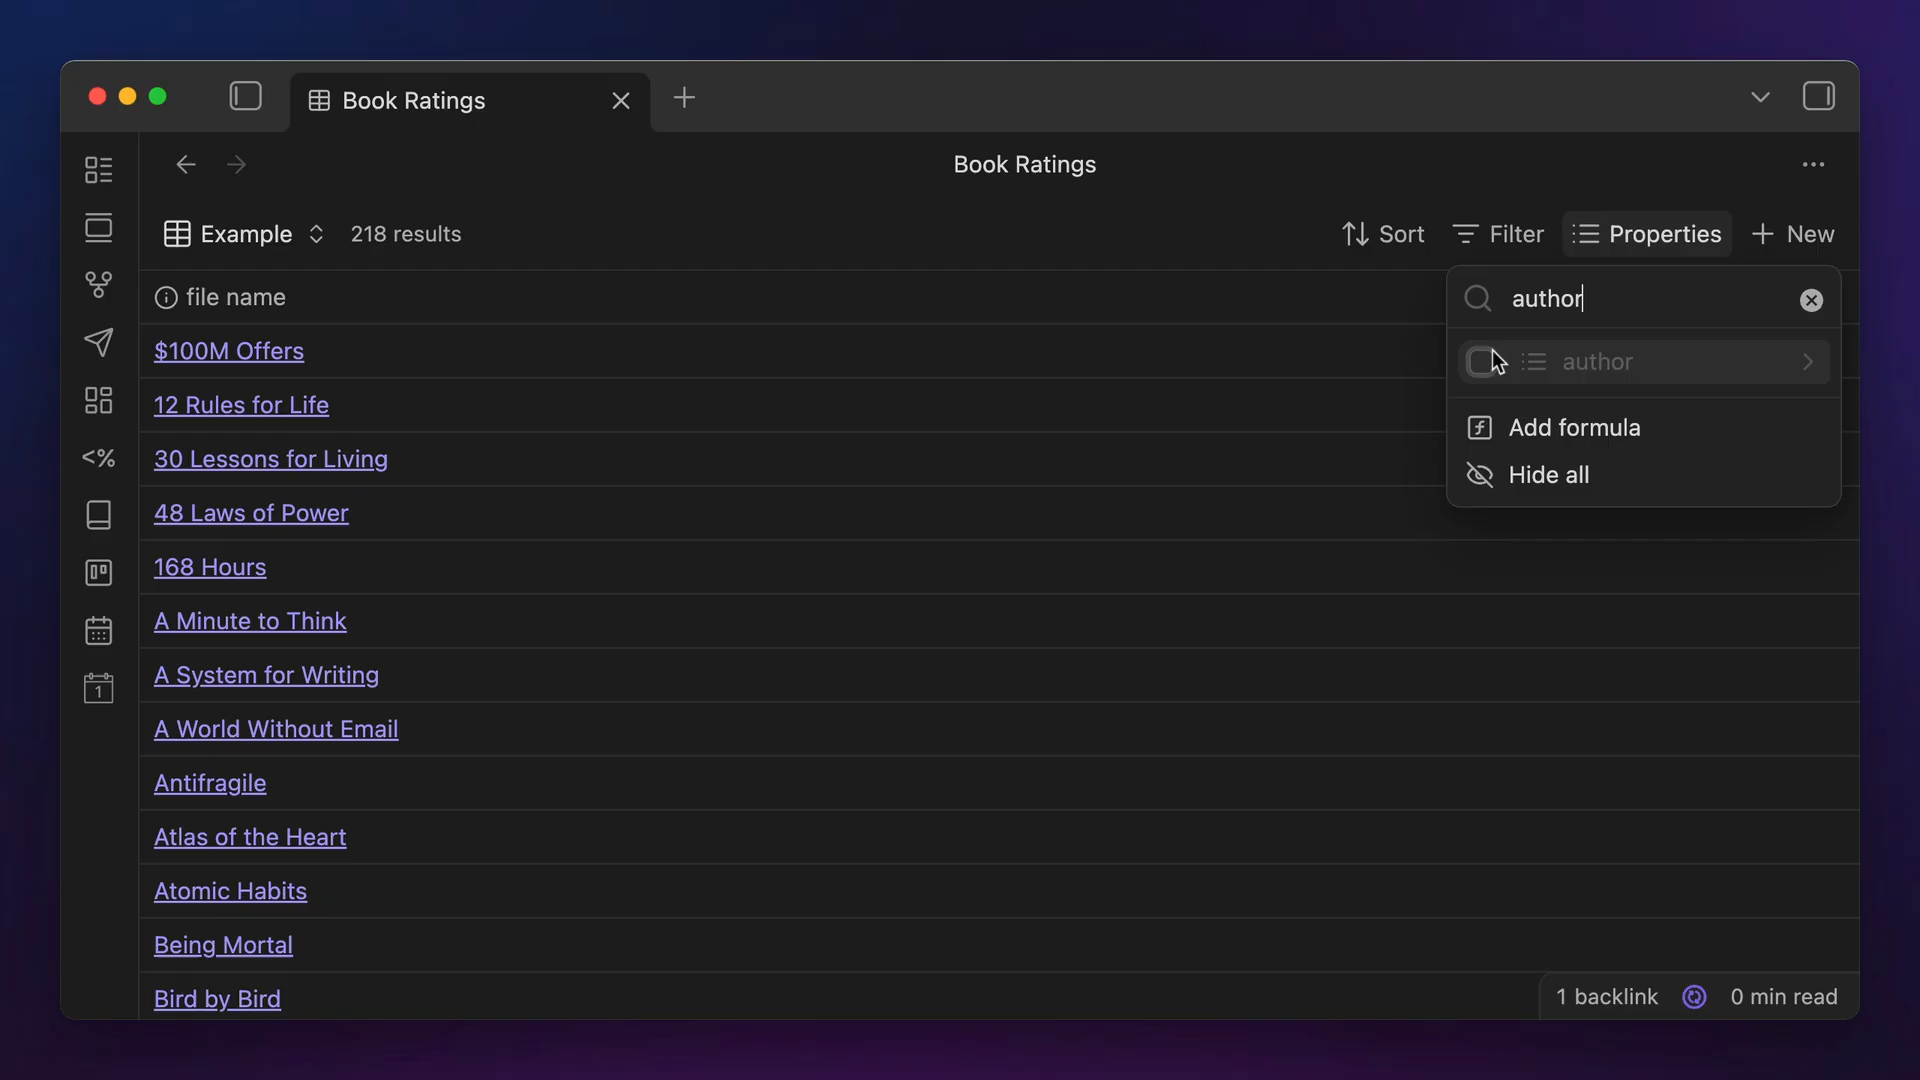 Book Ratings
Book Ratings
Example 218 results
Sort Filter Properties New
file name
author
$100M Offers
author
12 Rules for Life
Add formula
30 Lessons for Living
Hide all
48 Laws of Power
168 Hours
A Minute to Think
A System for Writing
A World Without Email
Antifragile
Atlas of the Heart
Atomic Habits
Being Mortal
Bird by Bird
1 backlink 0 min read
<%
1